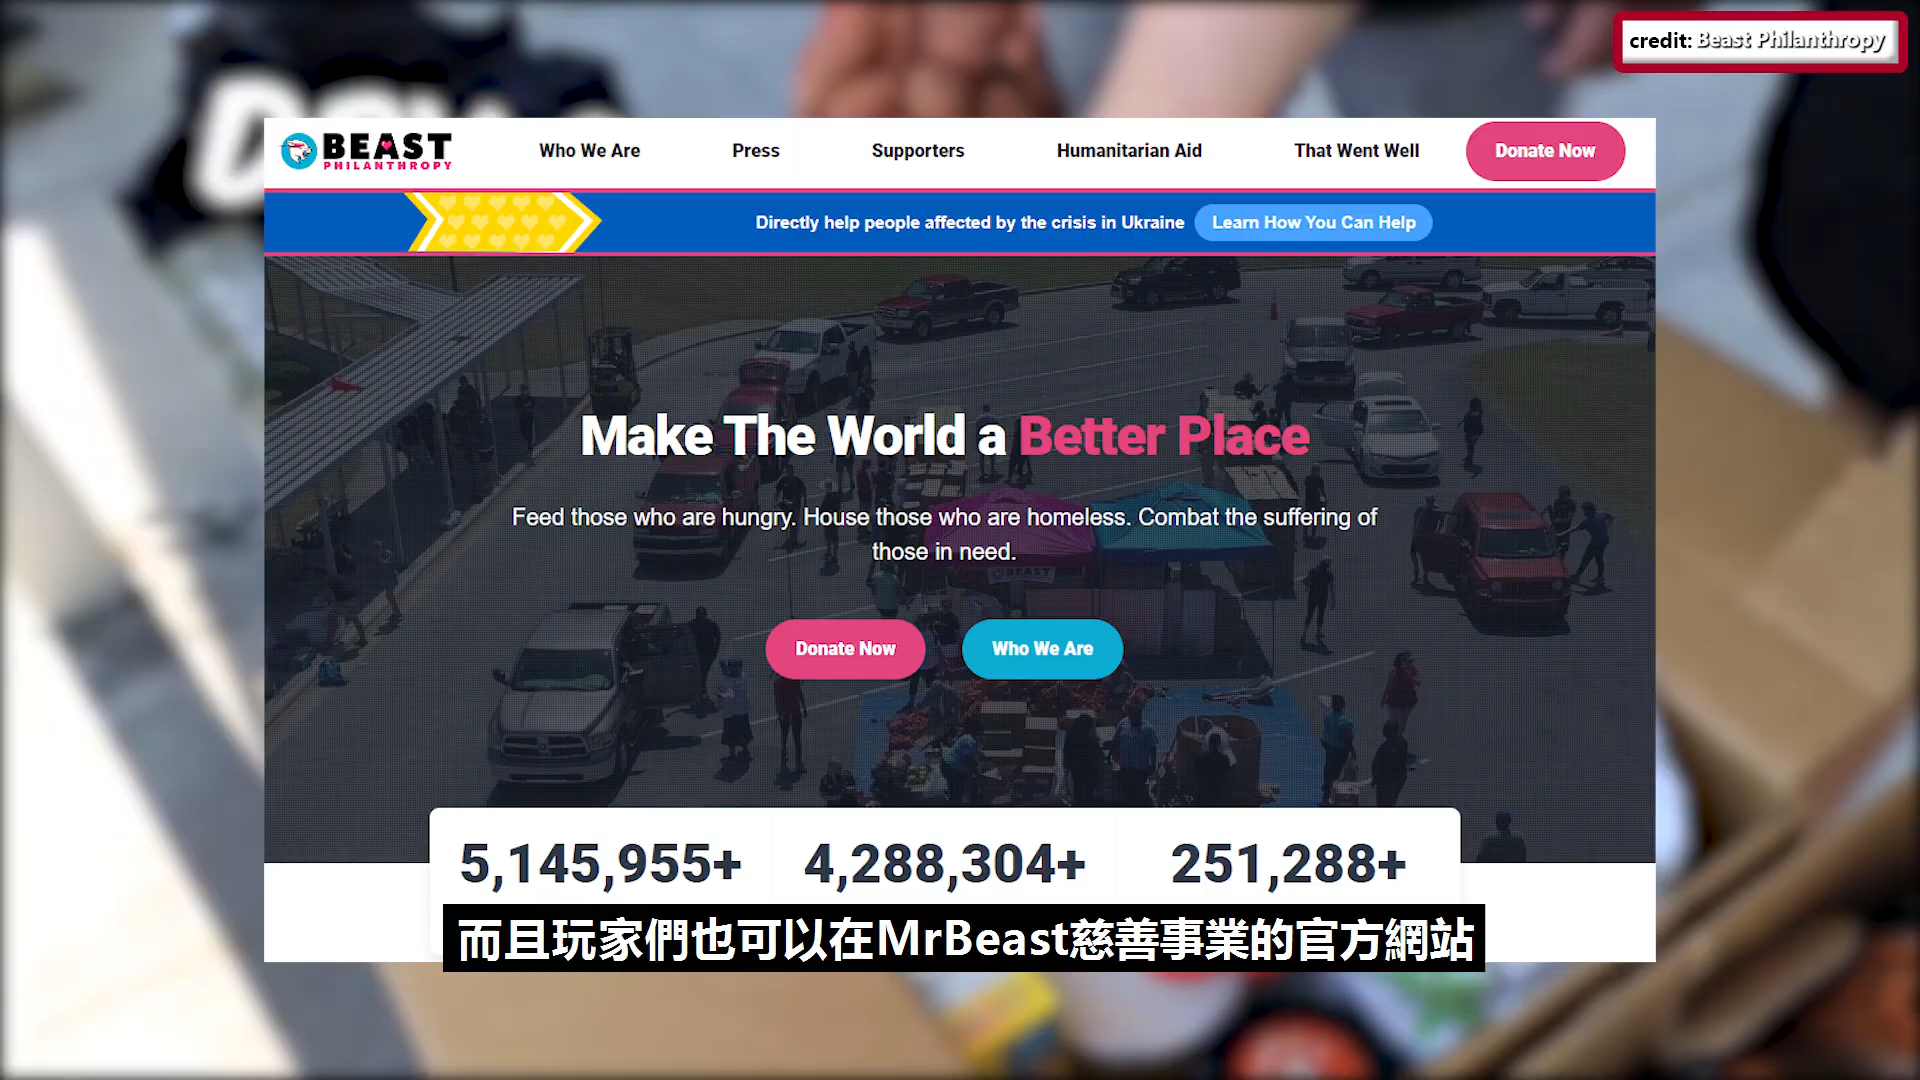 credit: Beast Philanthropy
BEAST
PHILANTHROPY
Who We Are
Press
Supporters
Humanitarian Aid
That Went Well
Donate Now
Directly help people affected by the crisis in Ukraine
Learn How You Can Help
Make The World a Better Place
Feed those who are hungry. House those who are homeless. Combat the suffering of
those in need.
Donate Now
Who We Are
5,145,955+
4,288,304+
251,288+
而且玩家們也可以在MrBeast慈善事業的官方網站